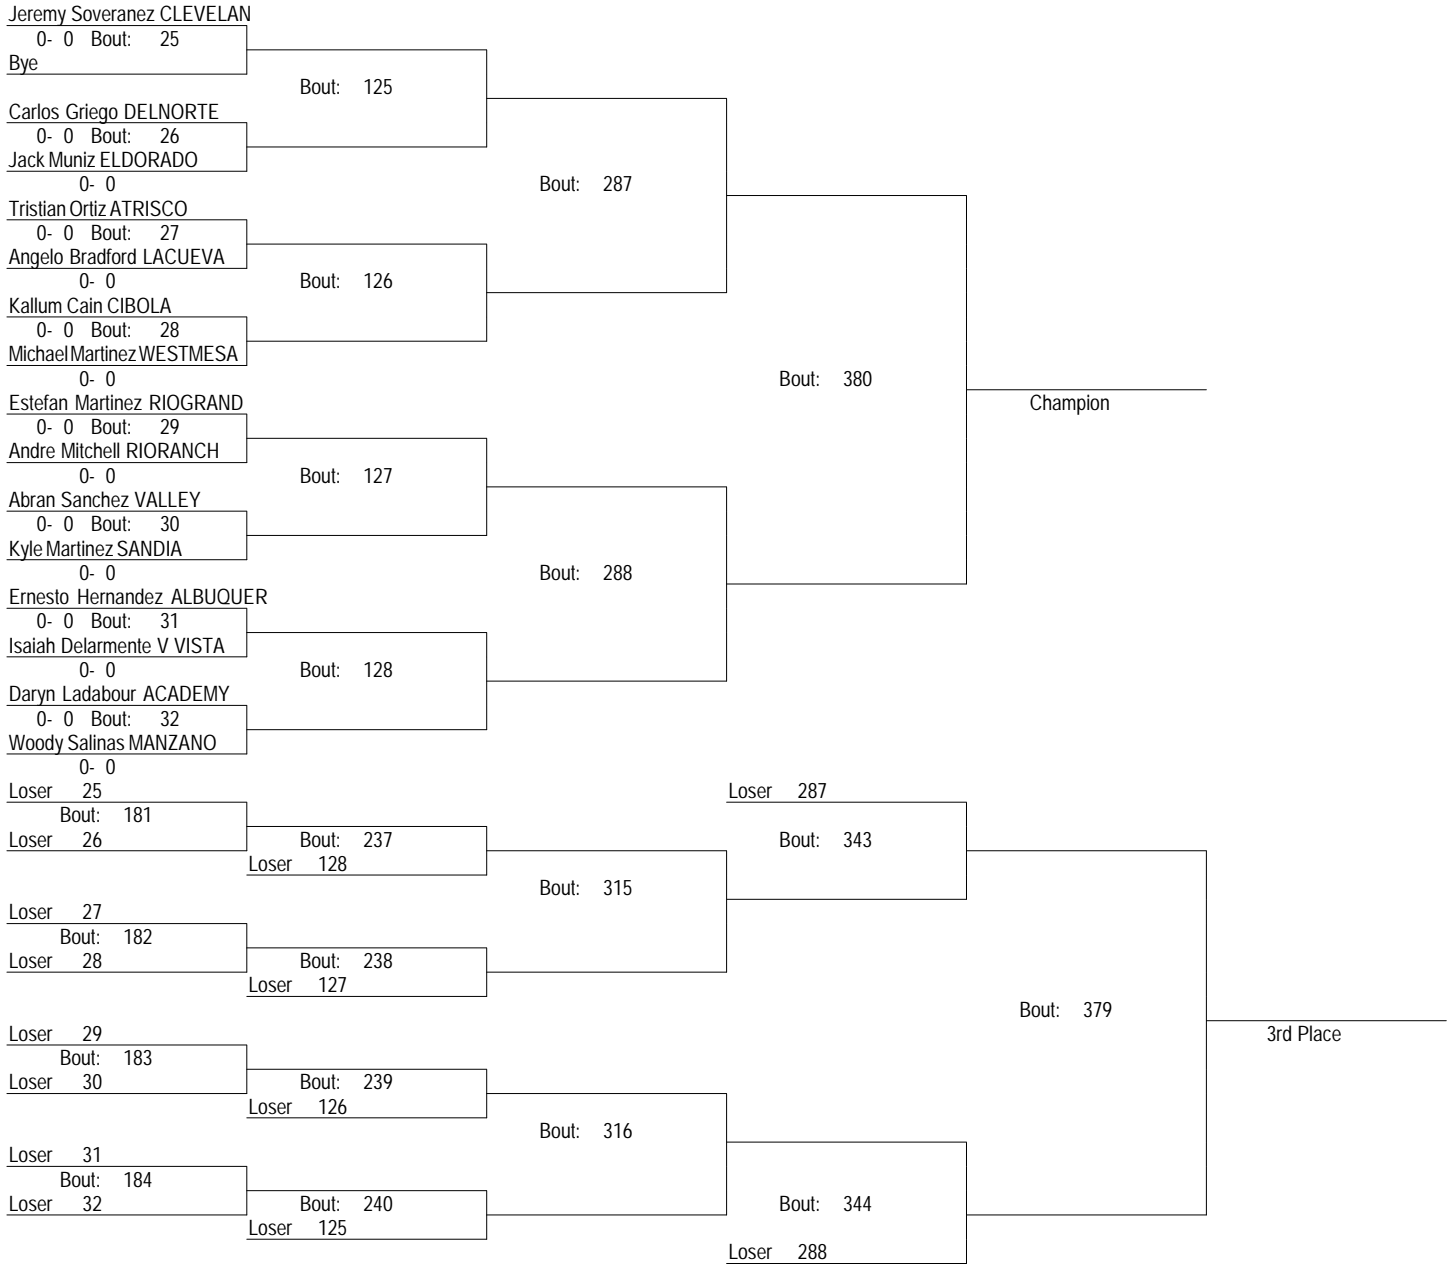 Jeremy Soveranez CLEVELAN
0- 0 Bout: 25
Bye
Bout: 125
Carlos Griego DELNORTE
0- 0 Bout: 26
Jack Muniz ELDORADO
0- 0
Bout: 287
Tristian Ortiz ATRISCO
0- 0 Bout: 27
Angelo Bradford LACUEVA
0- 0
Bout: 126
Kallum Cain CIBOLA
0- 0 Bout: 28
Michael Martinez WESTMESA
0- 0
Bout: 380
Champion
Estefan Martinez RIOGRAND
0- 0 Bout: 29
Andre Mitchell RIORANCH
0- 0
Bout: 127
Abran Sanchez VALLEY
0- 0 Bout: 30
Kyle Martinez SANDIA
0- 0
Bout: 288
Ernesto Hernandez ALBUQUER
0- 0 Bout: 31
Isaiah Delarmente V VISTA
0- 0
Bout: 128
Daryn Ladabour ACADEMY
0- 0 Bout: 32
Woody Salinas MANZANO
0- 0
Loser 25
Bout: 181
Loser 26
Bout: 237
Loser 128
Loser 287
Bout: 343
Bout: 315
Loser 27
Bout: 182
Loser 28
Bout: 238
Loser 127
Bout: 379
3rd Place
Loser 29
Bout: 183
Loser 30
Bout: 239
Loser 126
Bout: 316
Loser 31
Bout: 184
Loser 32
Bout: 240
Loser 125
Bout: 344
Loser 288